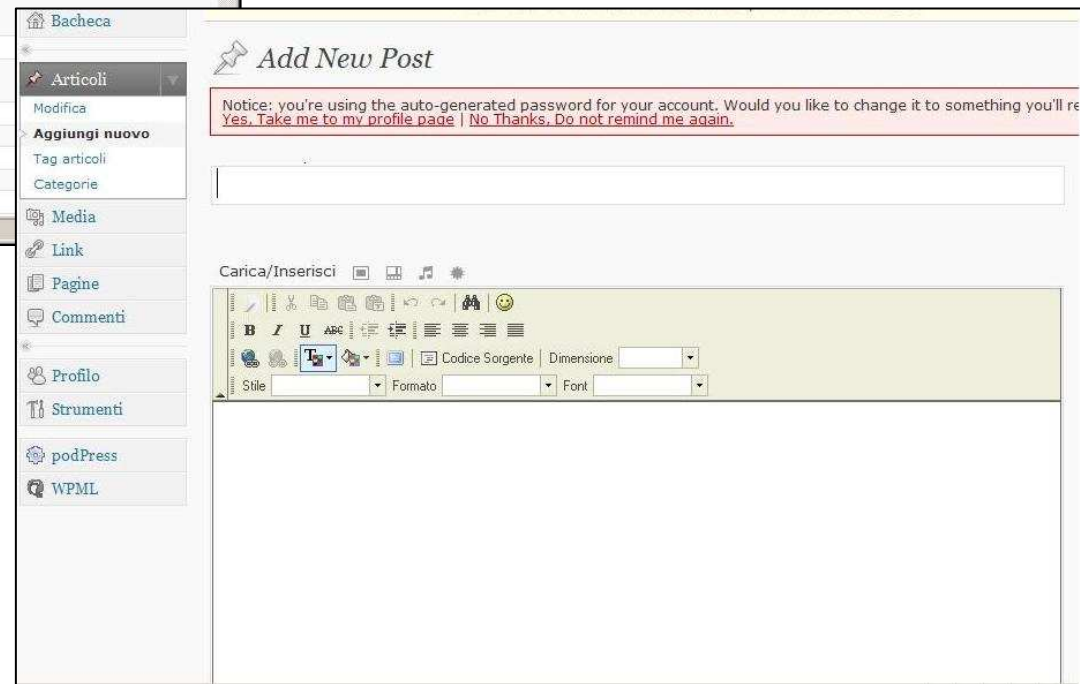 Bacheca
Articoli
Modifica
Aggiungi nuovo
Tag articoli
Categorie
Media
Link
Pagine
Commenti
Profilo
Strumenti
podPress
WPML
Add New Post
Notice: you're using the auto-generated password for your account. Would you like to change it to something you'll re
Yes, Take me to my profile page | No Thanks, Do not remind me again.
Carica/Inserisci
B I U ABC
T Codice Sorgente Dimensione
Stile Formato Font